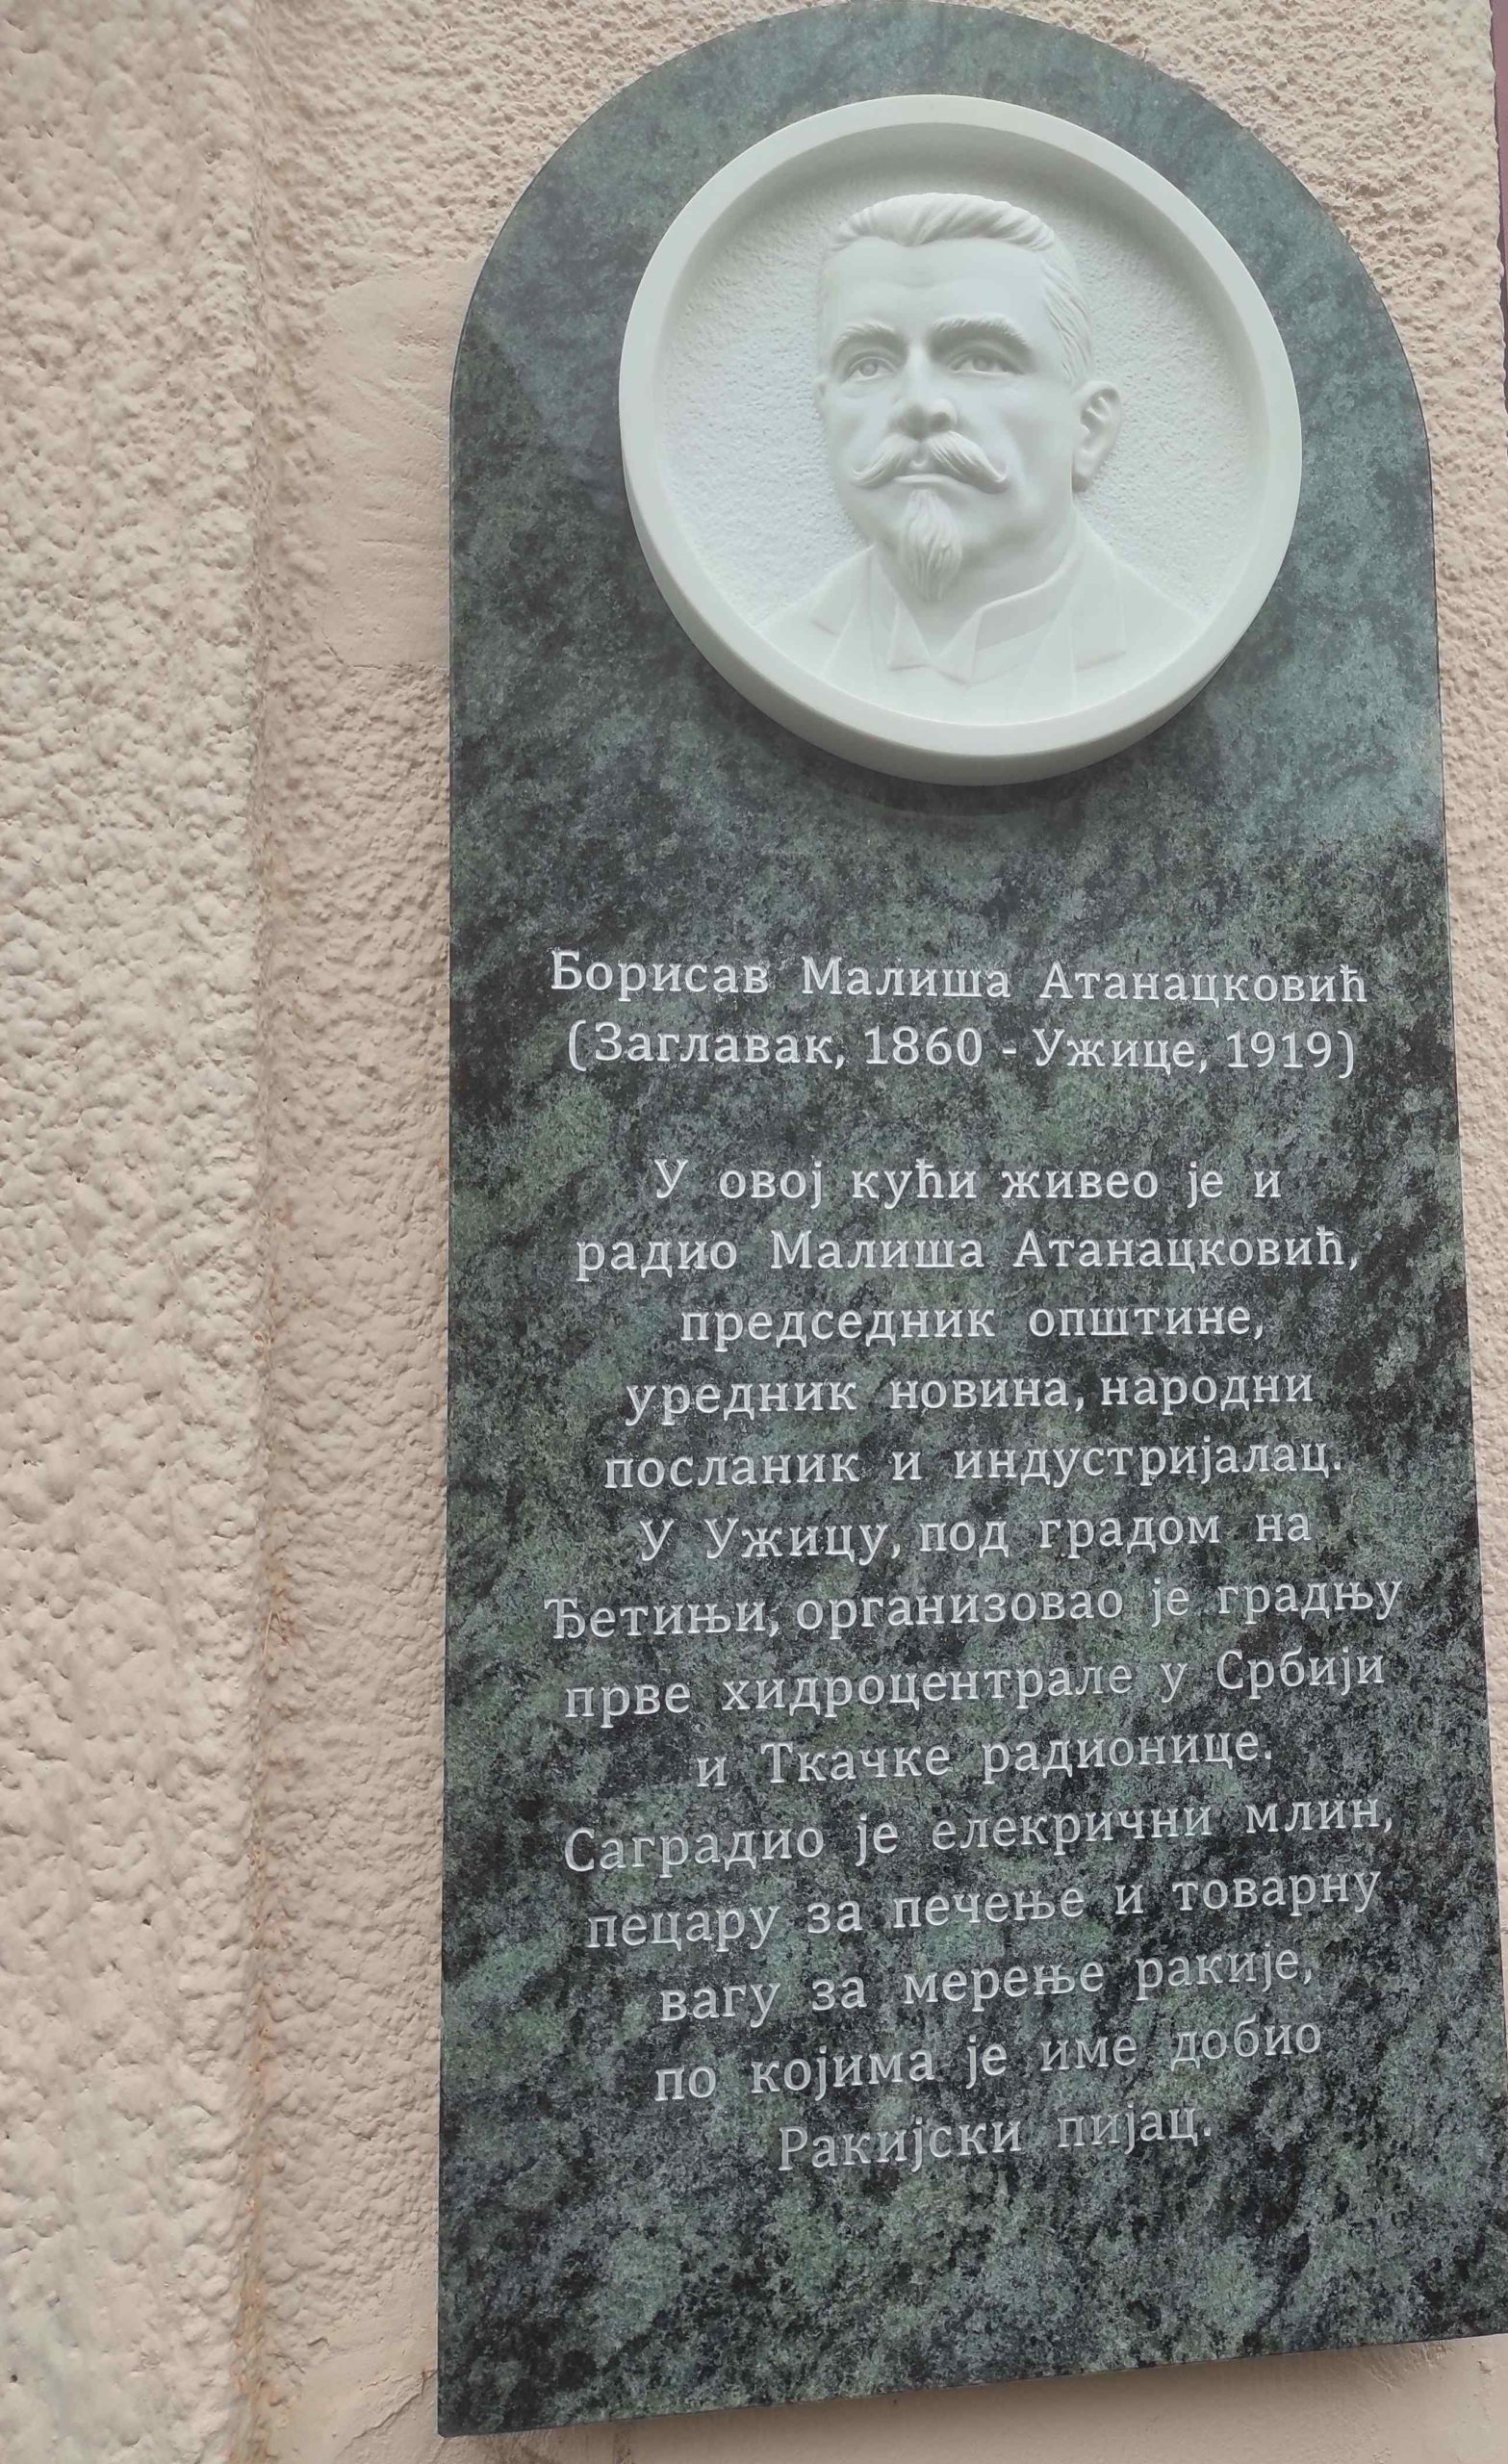 Борисав Малиша Атанацковић
(Заглавак, 1860 - Ужице, 1919)
У овој кући живео је и
радио Малиша Атанацковић,
председник општине,
уредник новина, народни
посланик и индустријалац.
У Ужицу, под градом на
Ђетињи, организовао је градњу
прве хидроцентрале у Србији
и Ткачке радионице.
Саградио је елекрични млин,
пецару за печење и товарну
вагу за мерење ракије,
по којима је име добио
Ракијски пијац.